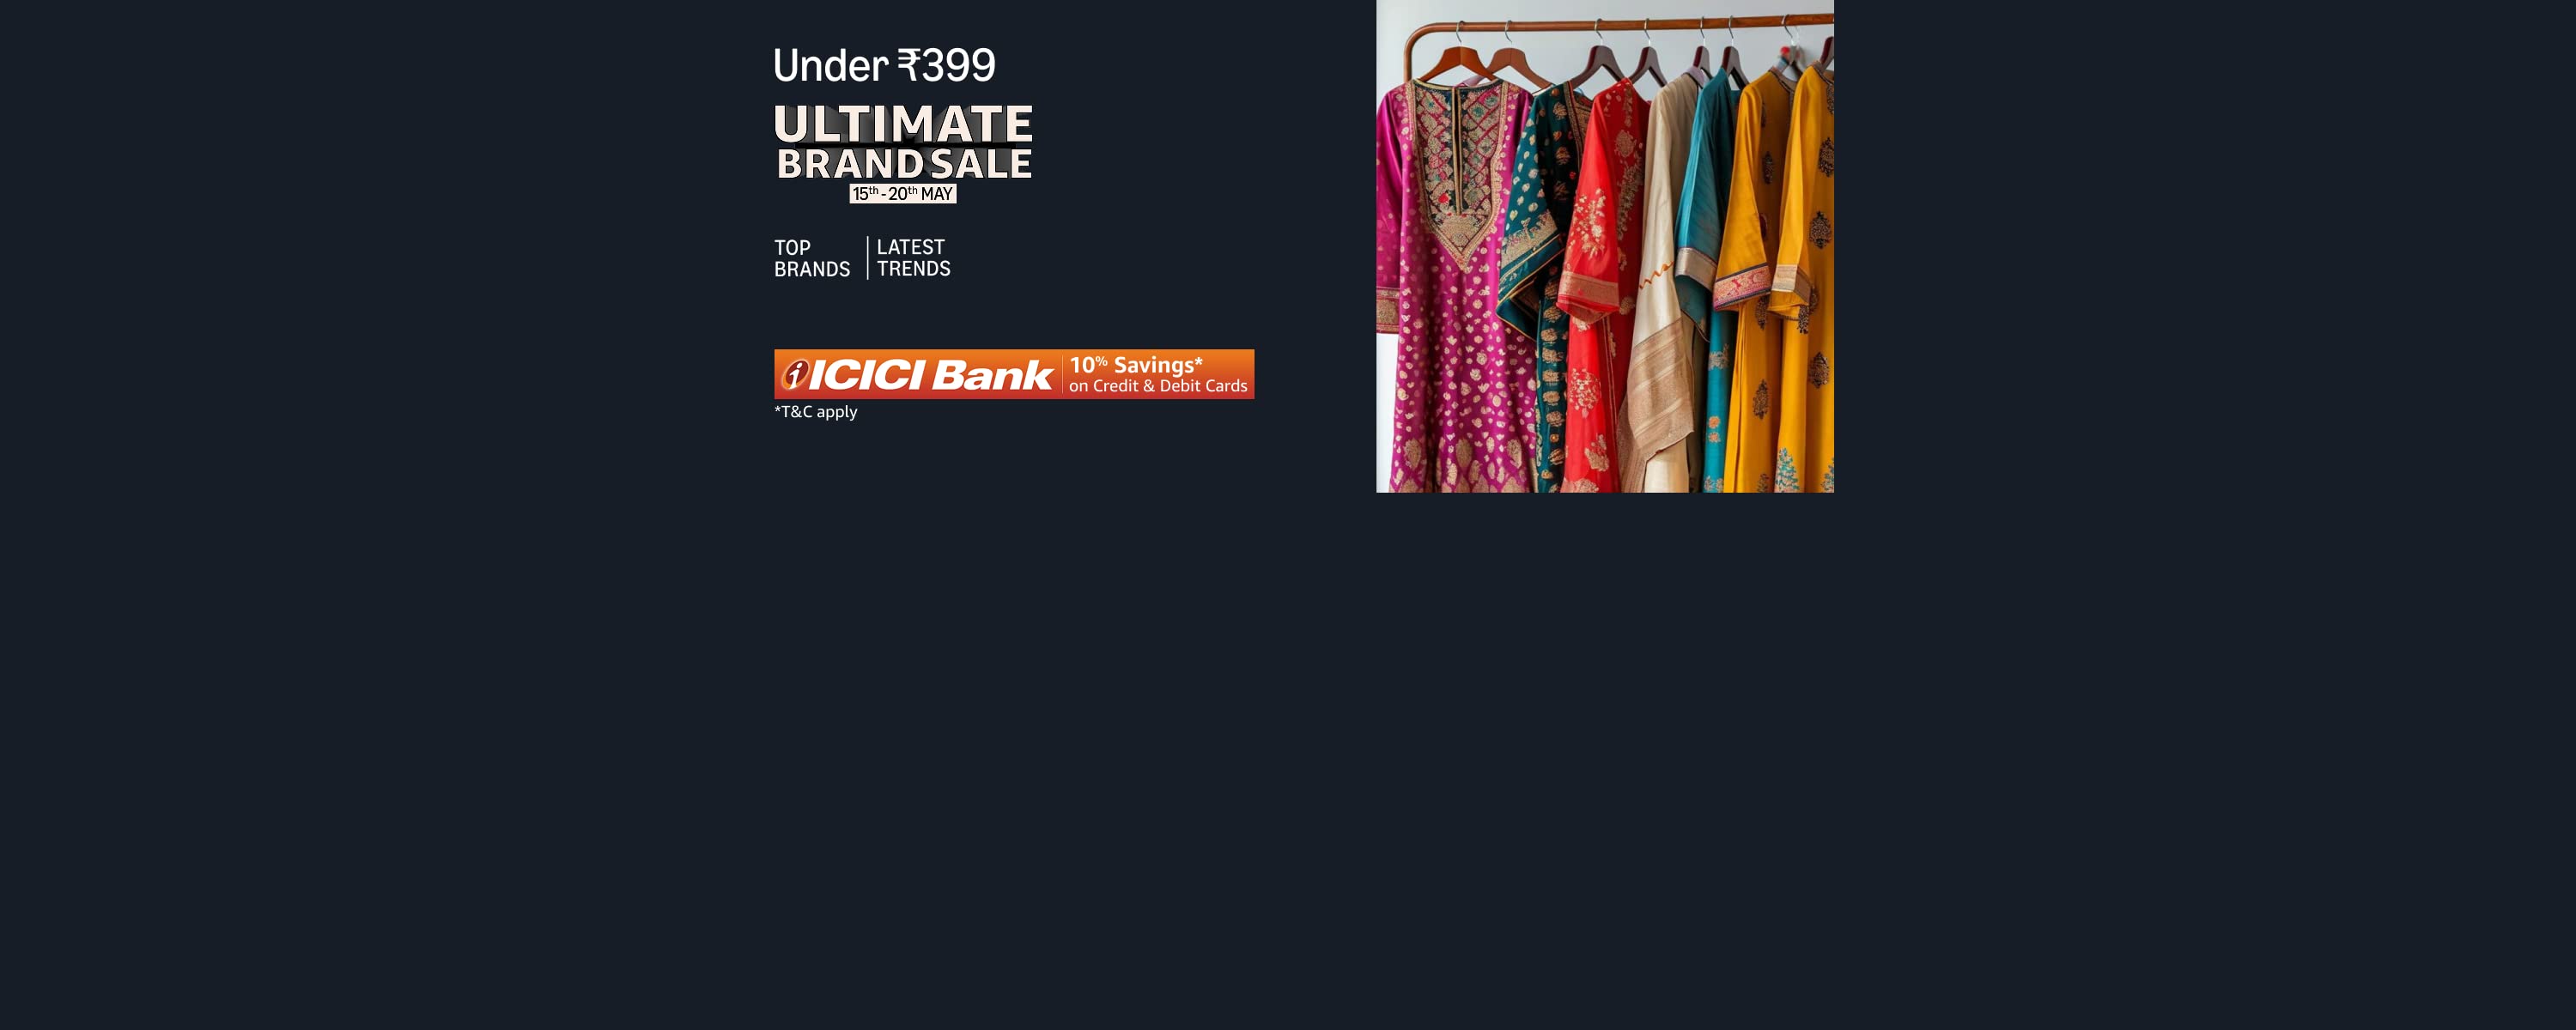 Under ₹399
ULTIMATE
BRAND SALE
15th - 20th MAY
TOP
BRANDS
LATEST
TRENDS
ICICI Bank
10% Savings*
on Credit & Debit Cards
*T&C apply